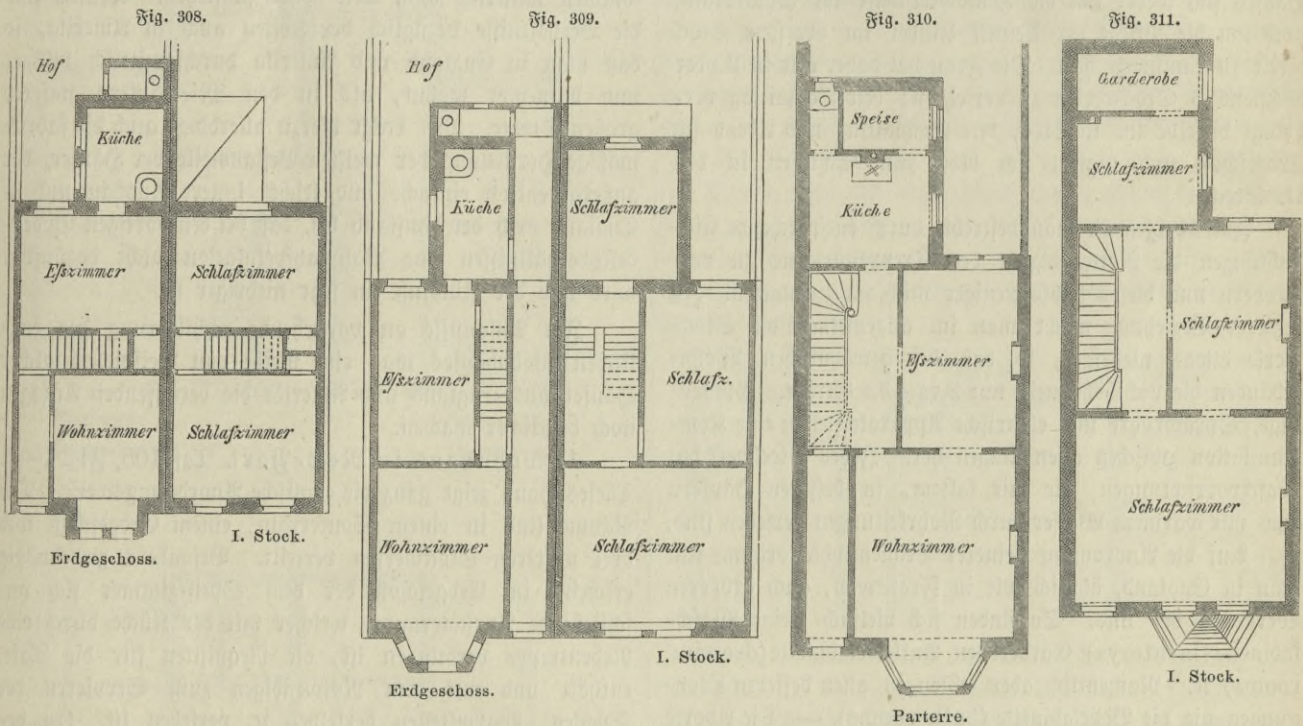 Fig. 308.
Hof
Küche
Esszimmer
Schlafzimmer
Wohnzimmer
Schlafzimmer
I. Stock.
Erdgeschoss.
Fig. 309.
Hof
Küche
Schlafzimmer
Esszimmer
Schlafz.
Wohnzimmer
Schlafzimmer
I. Stock.
Erdgeschoss.
Fig. 310.
Speise
Küche
Esszimmer
Wohnzimmer
Parterre.
Fig. 311.
Garderobe
Schlafzimmer
Schlafzimmer
Schlafzimmer
I. Stock.